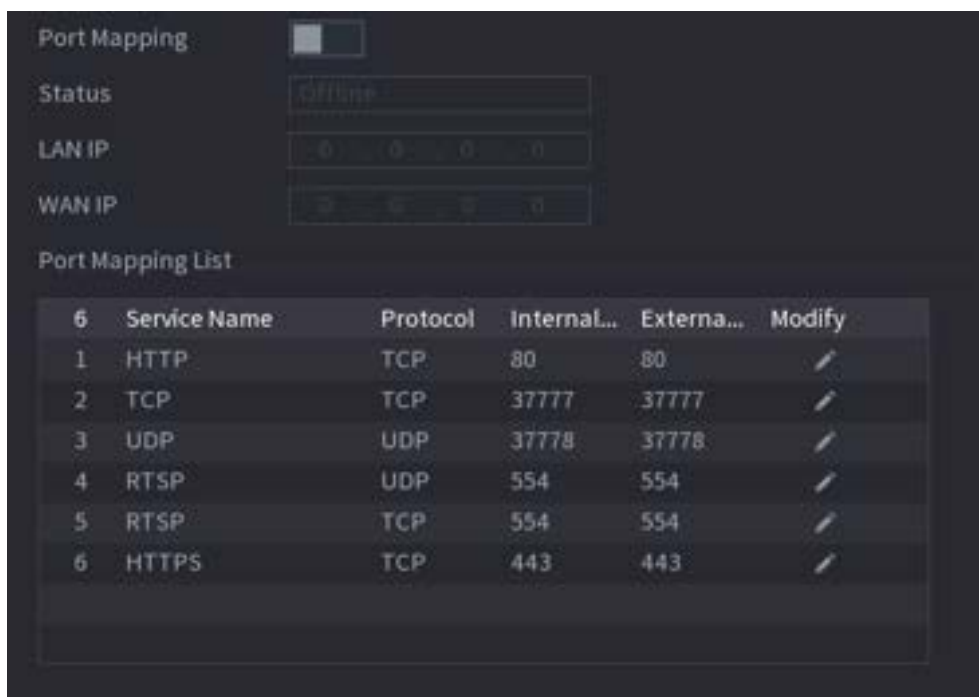 Port Mapping
Status Offline
LAN IP 0 . 0 . 0 . 0
WAN IP 0 . 0 . 0 . 0
Port Mapping List
6 Service Name Protocol Internal... Externa... Modify
1 HTTP TCP 80 80
2 TCP TCP 37777 37777
3 UDP UDP 37778 37778
4 RTSP UDP 554 554
5 RTSP TCP 554 554
6 HTTPS TCP 443 443